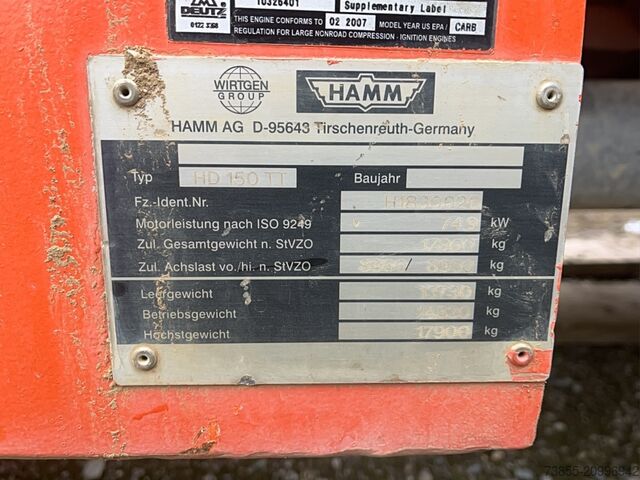 10326401 Supplementary Label
DEUTZ THIS ENGINE CONFORMS TO 02 2007 MODEL YEAR US EPA / CARB
REGULATION FOR LARGE NONROAD COMPRESSION - IGNITION ENGINES
WIRTGEN GROUP
HAMM
HAMM AG D-95643 Tirschenreuth-Germany
Typ HD 150 TT Baujahr
Fz.-Ident.Nr.
Motorleistung nach ISO 9249 kW
Zul. Gesamtgewicht n. StVZO kg
Zul. Achslast vo./hi. n. StVZO / kg
Leergewicht kg
Betriebsgewicht kg
Höchstgewicht 17900 kg
73855-20996942